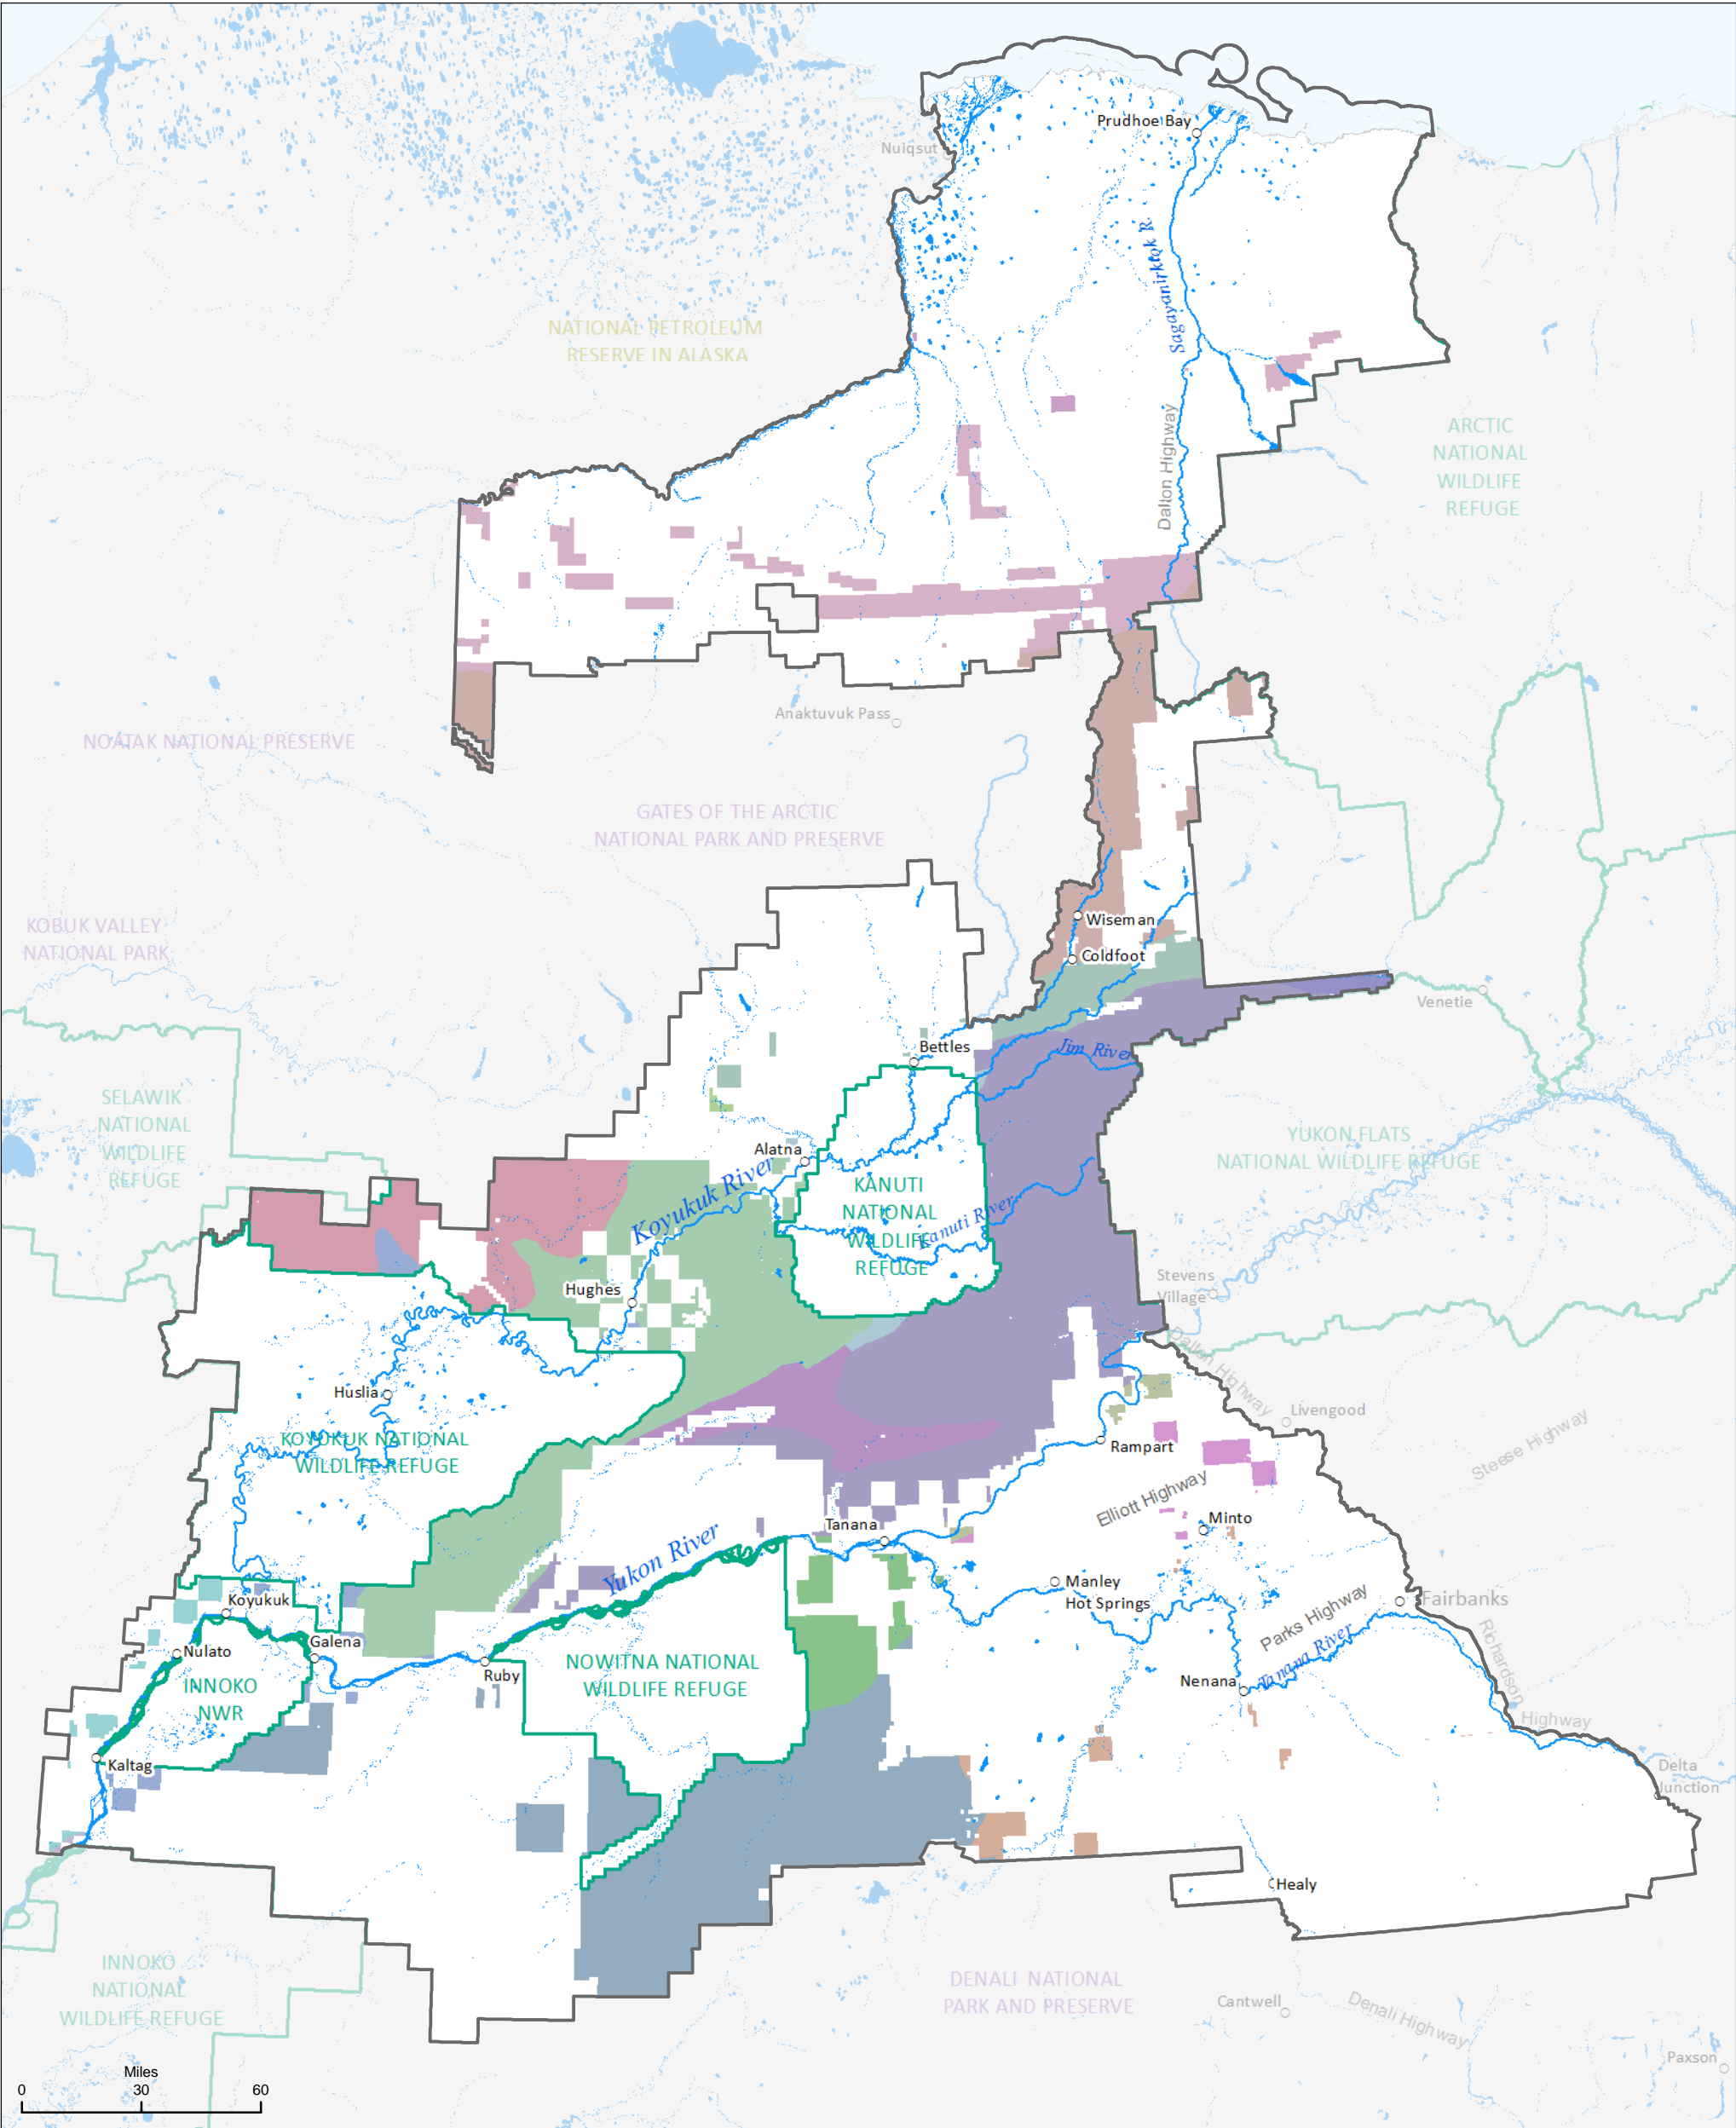 Prudhoe Bay
Nuiqsut
Sagavanirktok R.
NATIONAL PETROLEUM
RESERVE IN ALASKA
Dalton Highway
ARCTIC
NATIONAL
WILDLIFE
REFUGE
Anaktuvuk Pass
NOATAK NATIONAL PRESERVE
GATES OF THE ARCTIC
NATIONAL PARK AND PRESERVE
KOBUK VALLEY
NATIONAL PARK
Wiseman
Coldfoot
Venetie
Bettles
Jim River
SELAWIK
NATIONAL
WILDLIFE
REFUGE
YUKON FLATS
NATIONAL WILDLIFE REFUGE
Alatna
Koyukuk River
KANUTI
NATIONAL
WILDLIFE
REFUGE
Kanuti River
Stevens
Village
Hughes
Dalton Highway
Huslia
Livengood
KOYUKUK NATIONAL
WILDLIFE REFUGE
Rampart
Steese Highway
Elliott Highway
Minto
Tanana
Yukon River
Manley
Hot Springs
Koyukuk
Fairbanks
Parks Highway
Galena
Nulato
Ruby
NOWITNA NATIONAL
WILDLIFE REFUGE
INNOKO
NWR
Nenana
Tanana River
Richardson
Highway
Kaltag
Delta
Junction
Healy
INNOKO
NATIONAL
WILDLIFE REFUGE
DENALI NATIONAL
PARK AND PRESERVE
Cantwell
Denali Highway
Paxson
Miles
0 30 60